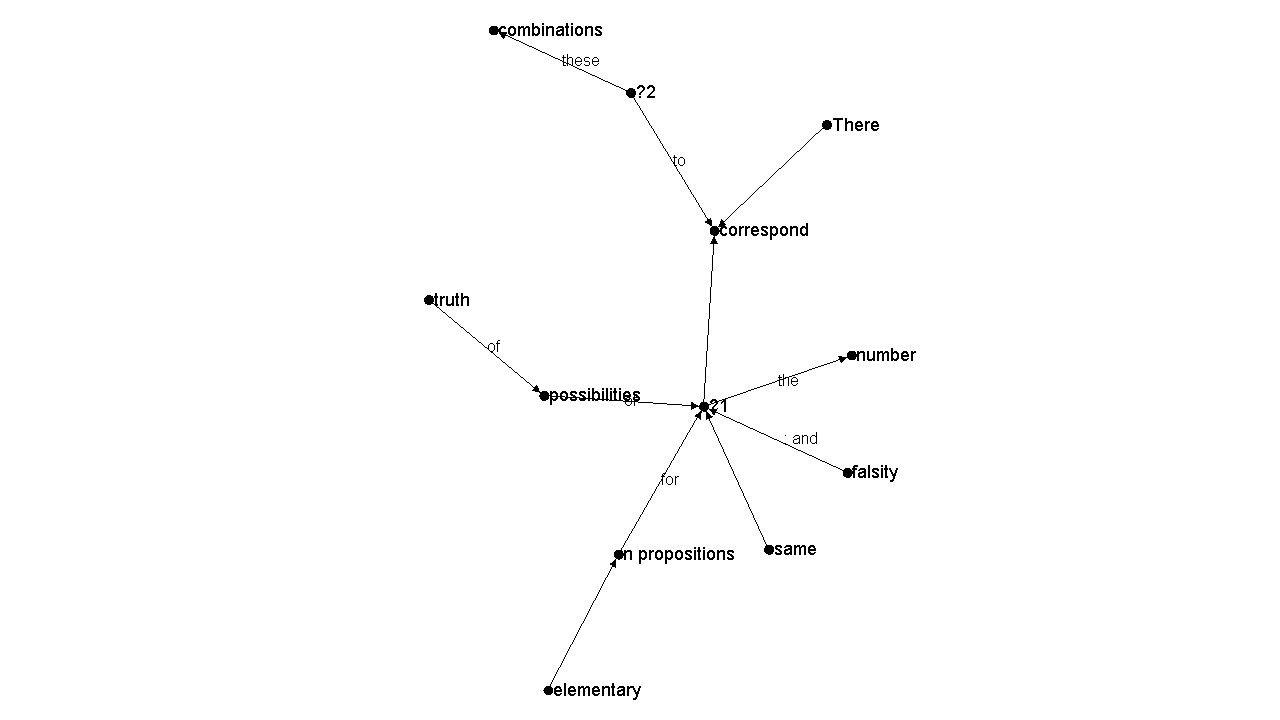 combinations
these
?2
There
to
correspond
truth
of
number
the
possibilities
of
?1
: and
falsity
for
same
n propositions
elementary